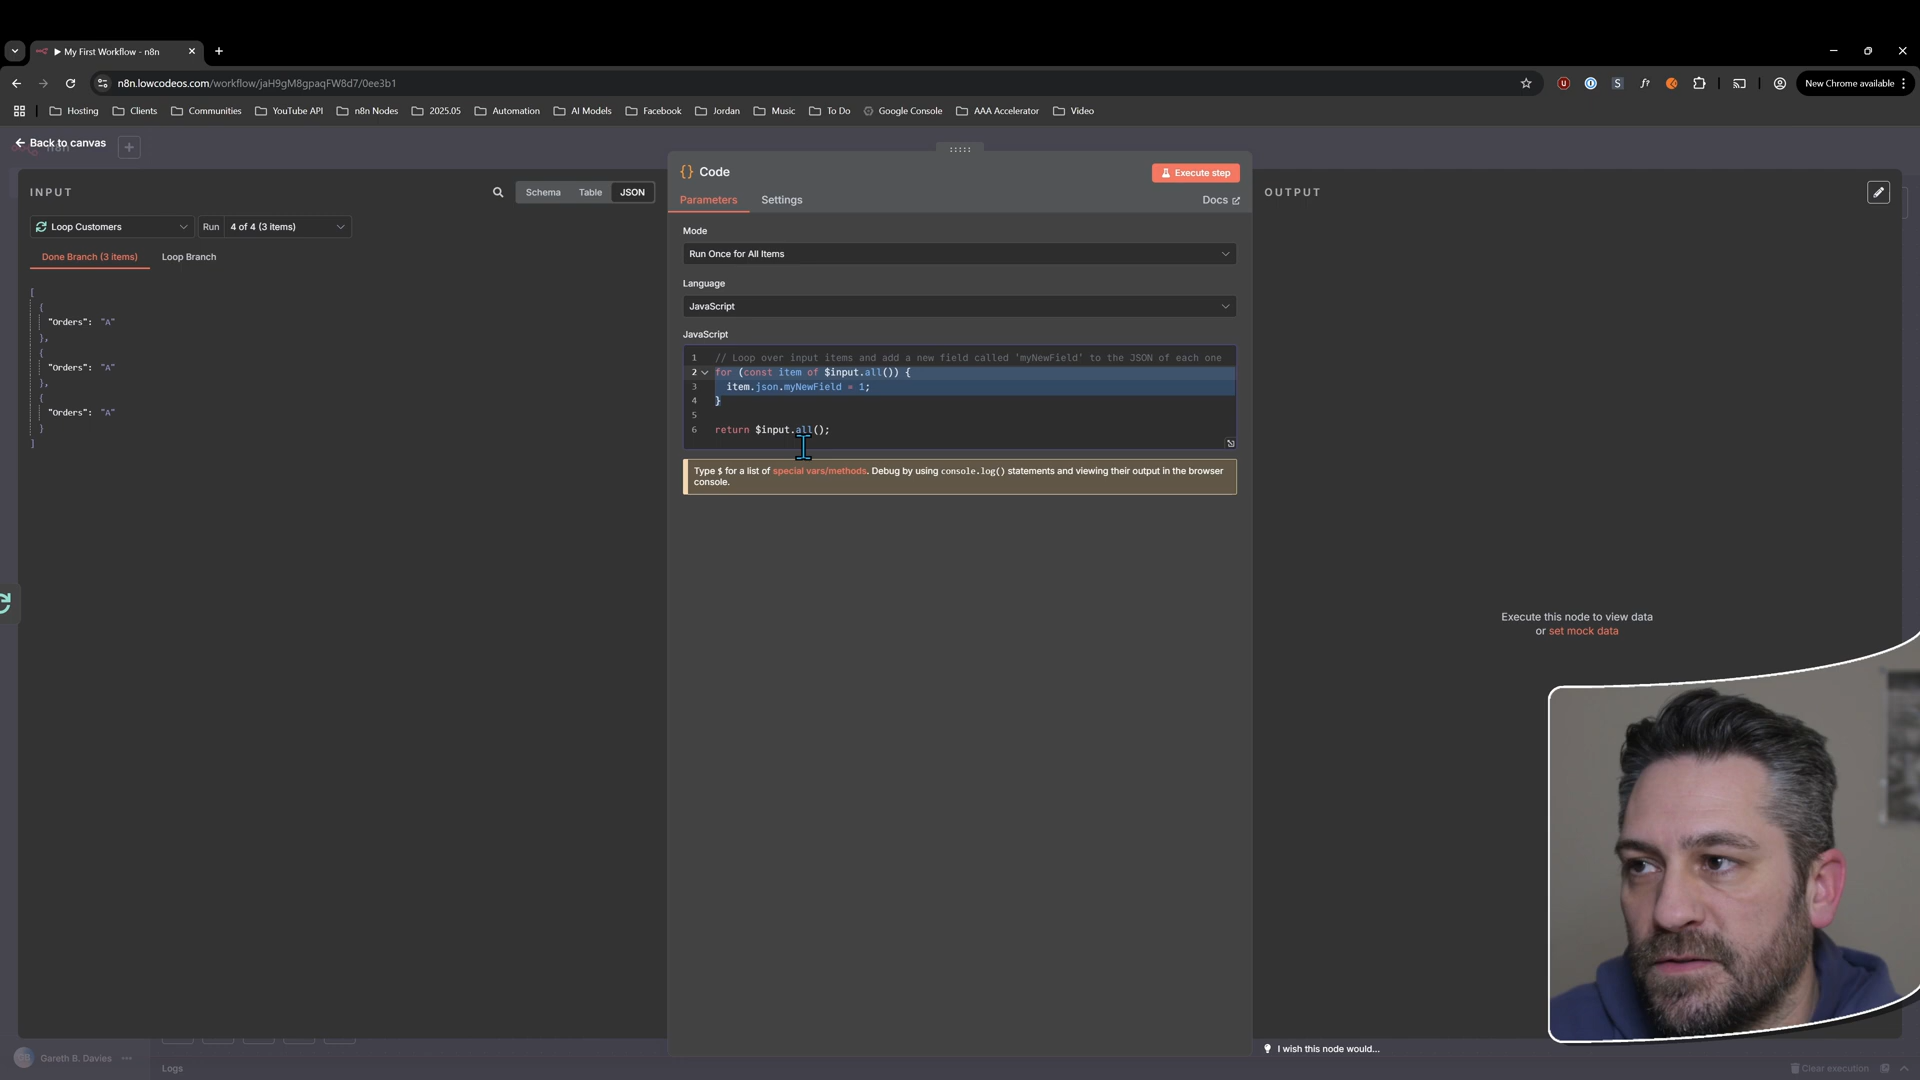 ▶ My First Workflow - n8n
n8n.lowcodeos.com/workflow/jaH9gM8gpaqFW8d7/0ee3b1
New Chrome available
Hosting
Clients
Communities
YouTube API
n8n Nodes
2025.05
Automation
AI Models
Facebook
Jordan
Music
To Do
Google Console
AAA Accelerator
Video
Back to canvas
INPUT
Schema
Table
JSON
Loop Customers
Run
4 of 4 (3 items)
Done Branch (3 items)
Loop Branch
[
{
"Orders": "A"
},
{
"Orders": "A"
},
{
"Orders": "A"
}
]
{} Code
Execute step
Parameters
Settings
Docs
Mode
Run Once for All Items
Language
JavaScript
JavaScript
1 // Loop over input items and add a new field called 'myNewField' to the JSON of each one
2 for (const item of $input.all()) {
3 item.json.myNewField = 1;
4 }
5
6 return $input.all();
Type $ for a list of special vars/methods. Debug by using console.log() statements and viewing their output in the browser
console.
OUTPUT
Execute this node to view data
or set mock data
I wish this node would...
Gareth B. Davies
Logs
Clear execution